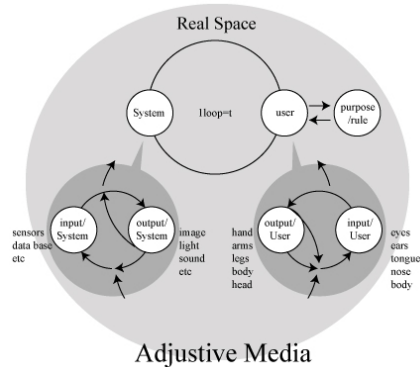 Real Space
System
1loop=t
user
purpose
/rule
input/
System
output/
System
sensors
data base
etc
image
light
sound
etc
output/
User
input/
User
hand
arms
legs
body
head
eyes
ears
tongue
nose
body
Adjustive Media